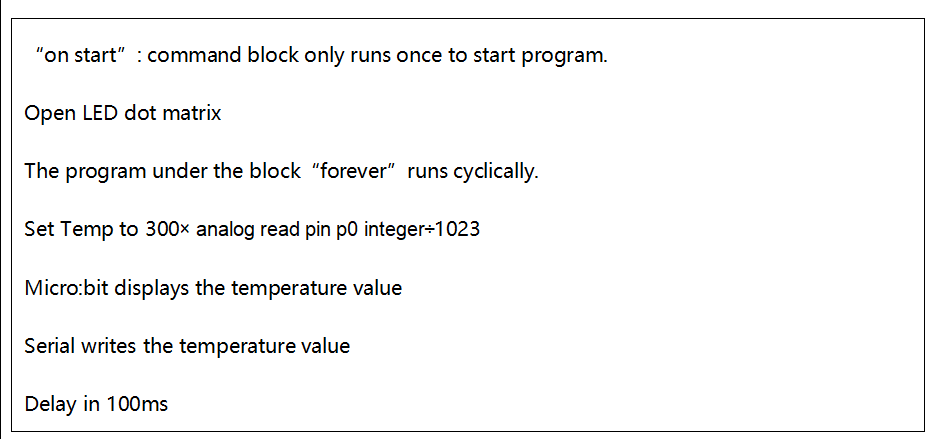 “on start”: command block only runs once to start program.
Open LED dot matrix
The program under the block “forever” runs cyclically.
Set Temp to 300× analog read pin p0 integer÷1023
Micro:bit displays the temperature value
Serial writes the temperature value
Delay in 100ms